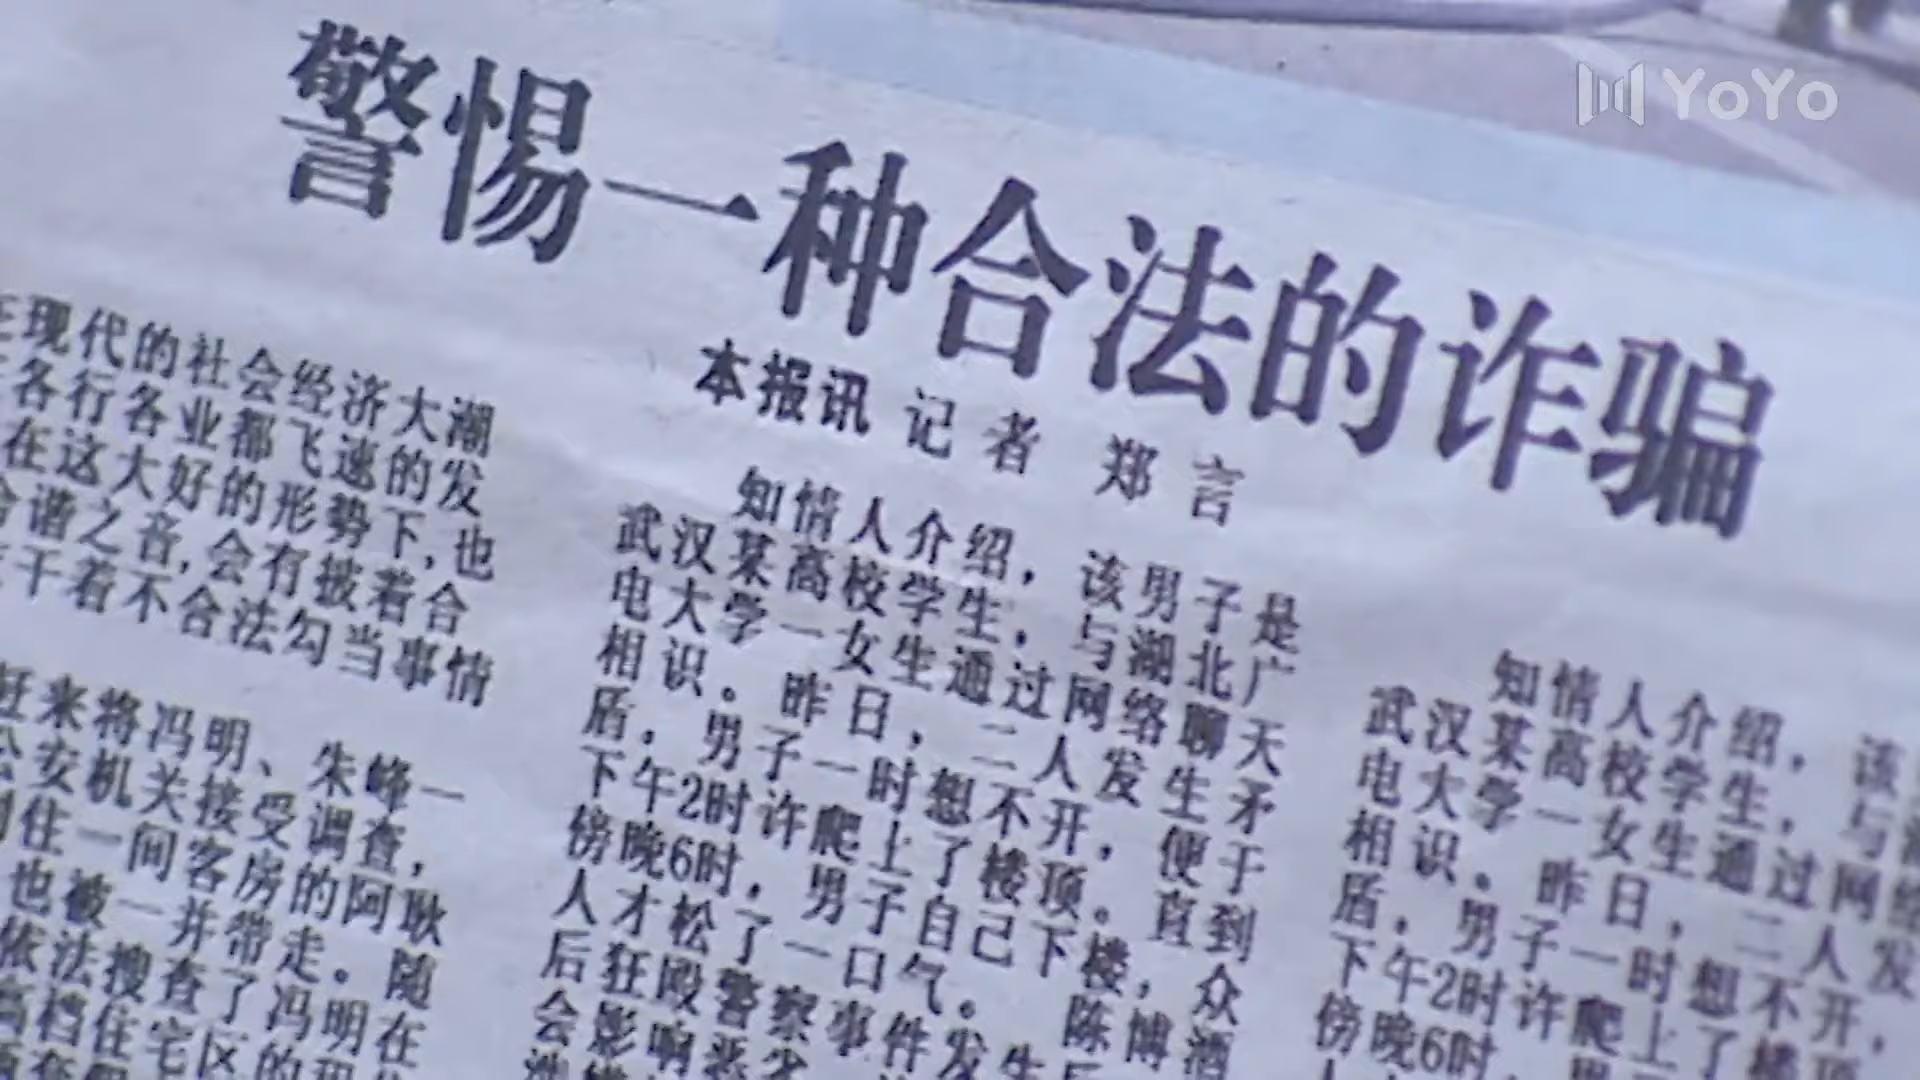 YoYo
警惕一种合法的诈骗
本报讯 记者 郑言
现代的社会经济大潮
各行各业都飞速的发
在这大好的形势下,也
谐之音,会有披着合
干着不合法勾当事情
赶来将冯明、朱峰一
公安机关接受调查,
住一间客房的阿耿
也被一并带走。随
依法搜查了冯明在
高档住宅区的
知情人介绍,该男子是
武汉某高校学生,与湖北广
电大学一女生通过网络聊天
相识。昨日,二人发生矛
盾,男子一时想不开,便于
下午2时许爬上了楼顶。直到
傍晚6时,男子自己下楼,众
人才松了一口气。陈博酒
后狂殴警察事件发生
会影响恶劣
知情人介绍,该
武汉某高校学生,与
电大学一女生通过网络
相识。昨日,二人发
盾,男子一时想不开,
下午2时许爬上了楼顶
傍晚6时,